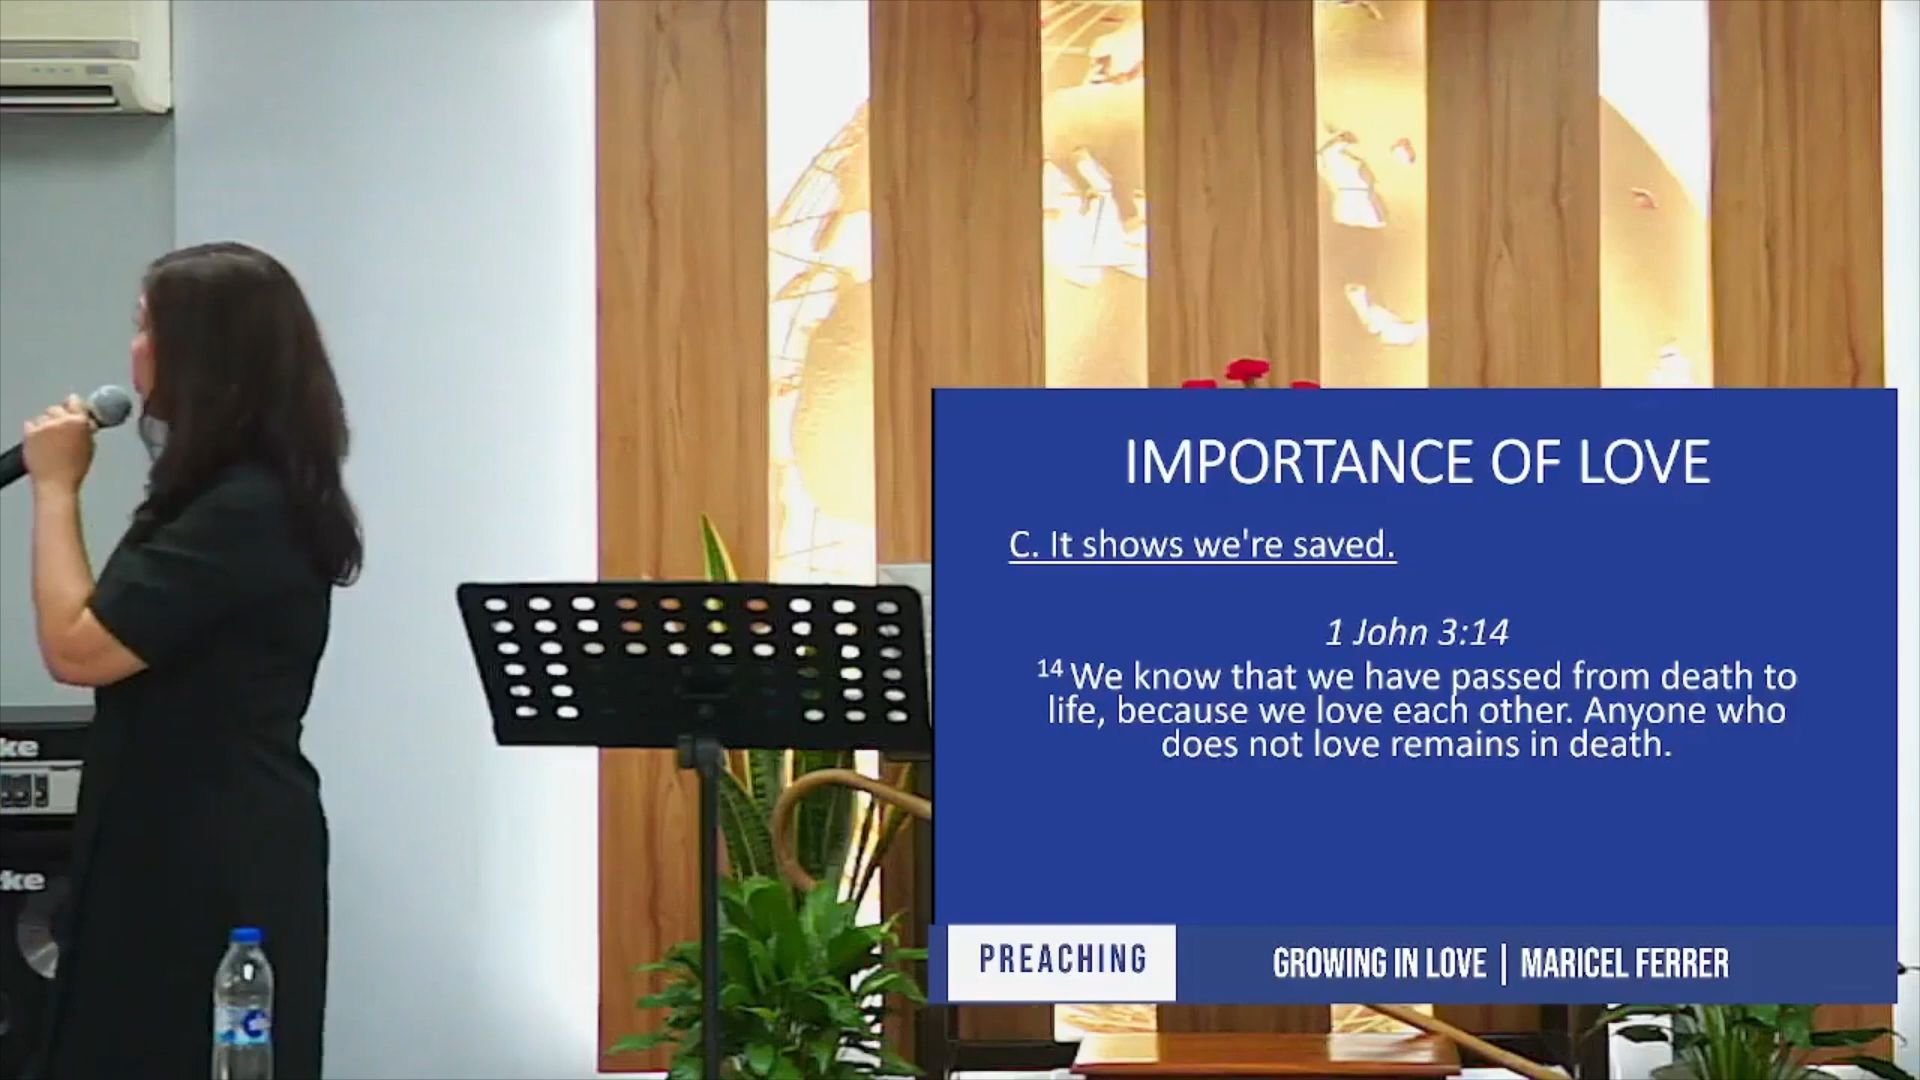 IMPORTANCE OF LOVE
C. It shows we're saved.
1 John 3:14
14 We know that we have passed from death to
life, because we love each other. Anyone who
does not love remains in death.
ke
ke
PREACHING
GROWING IN LOVE | MARICEL FERRER